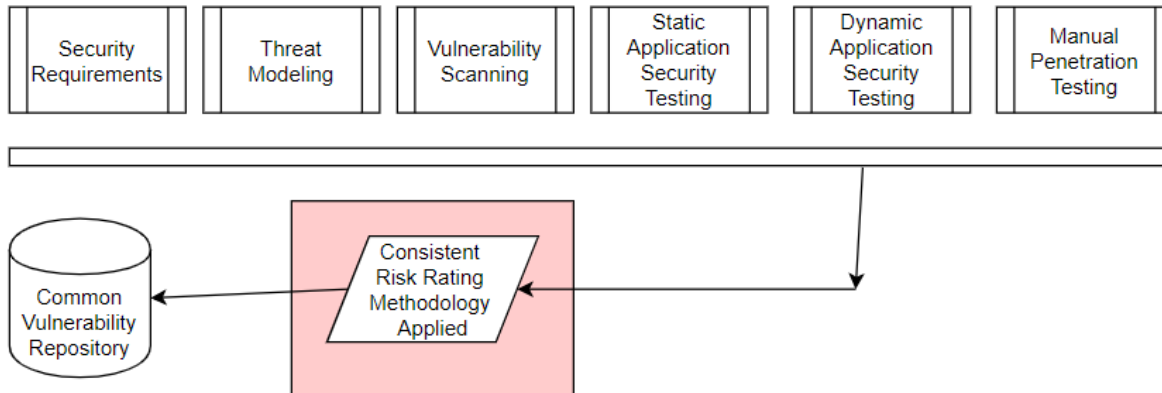 Security
Requirements
Threat
Modeling
Vulnerability
Scanning
Static
Application
Security
Testing
Dynamic
Application
Security
Testing
Manual
Penetration
Testing
Common
Vulnerability
Repository
Consistent
Risk Rating
Methodology
Applied